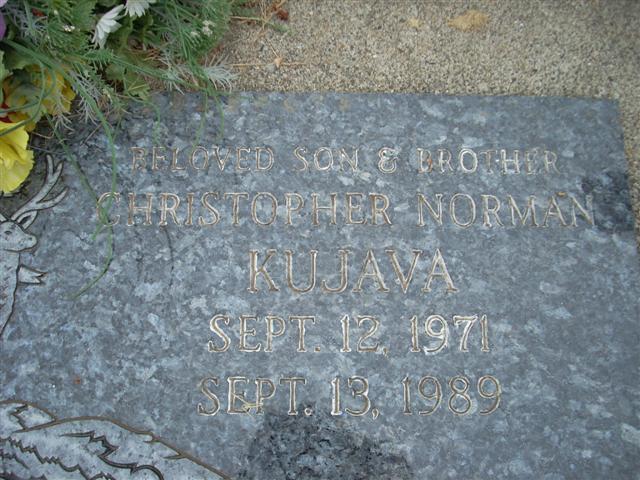 BELOVED SON & BROTHER
CHRISTOPHER NORMAN
KUJAVA
SEPT. 12, 1971
SEPT. 13, 1989